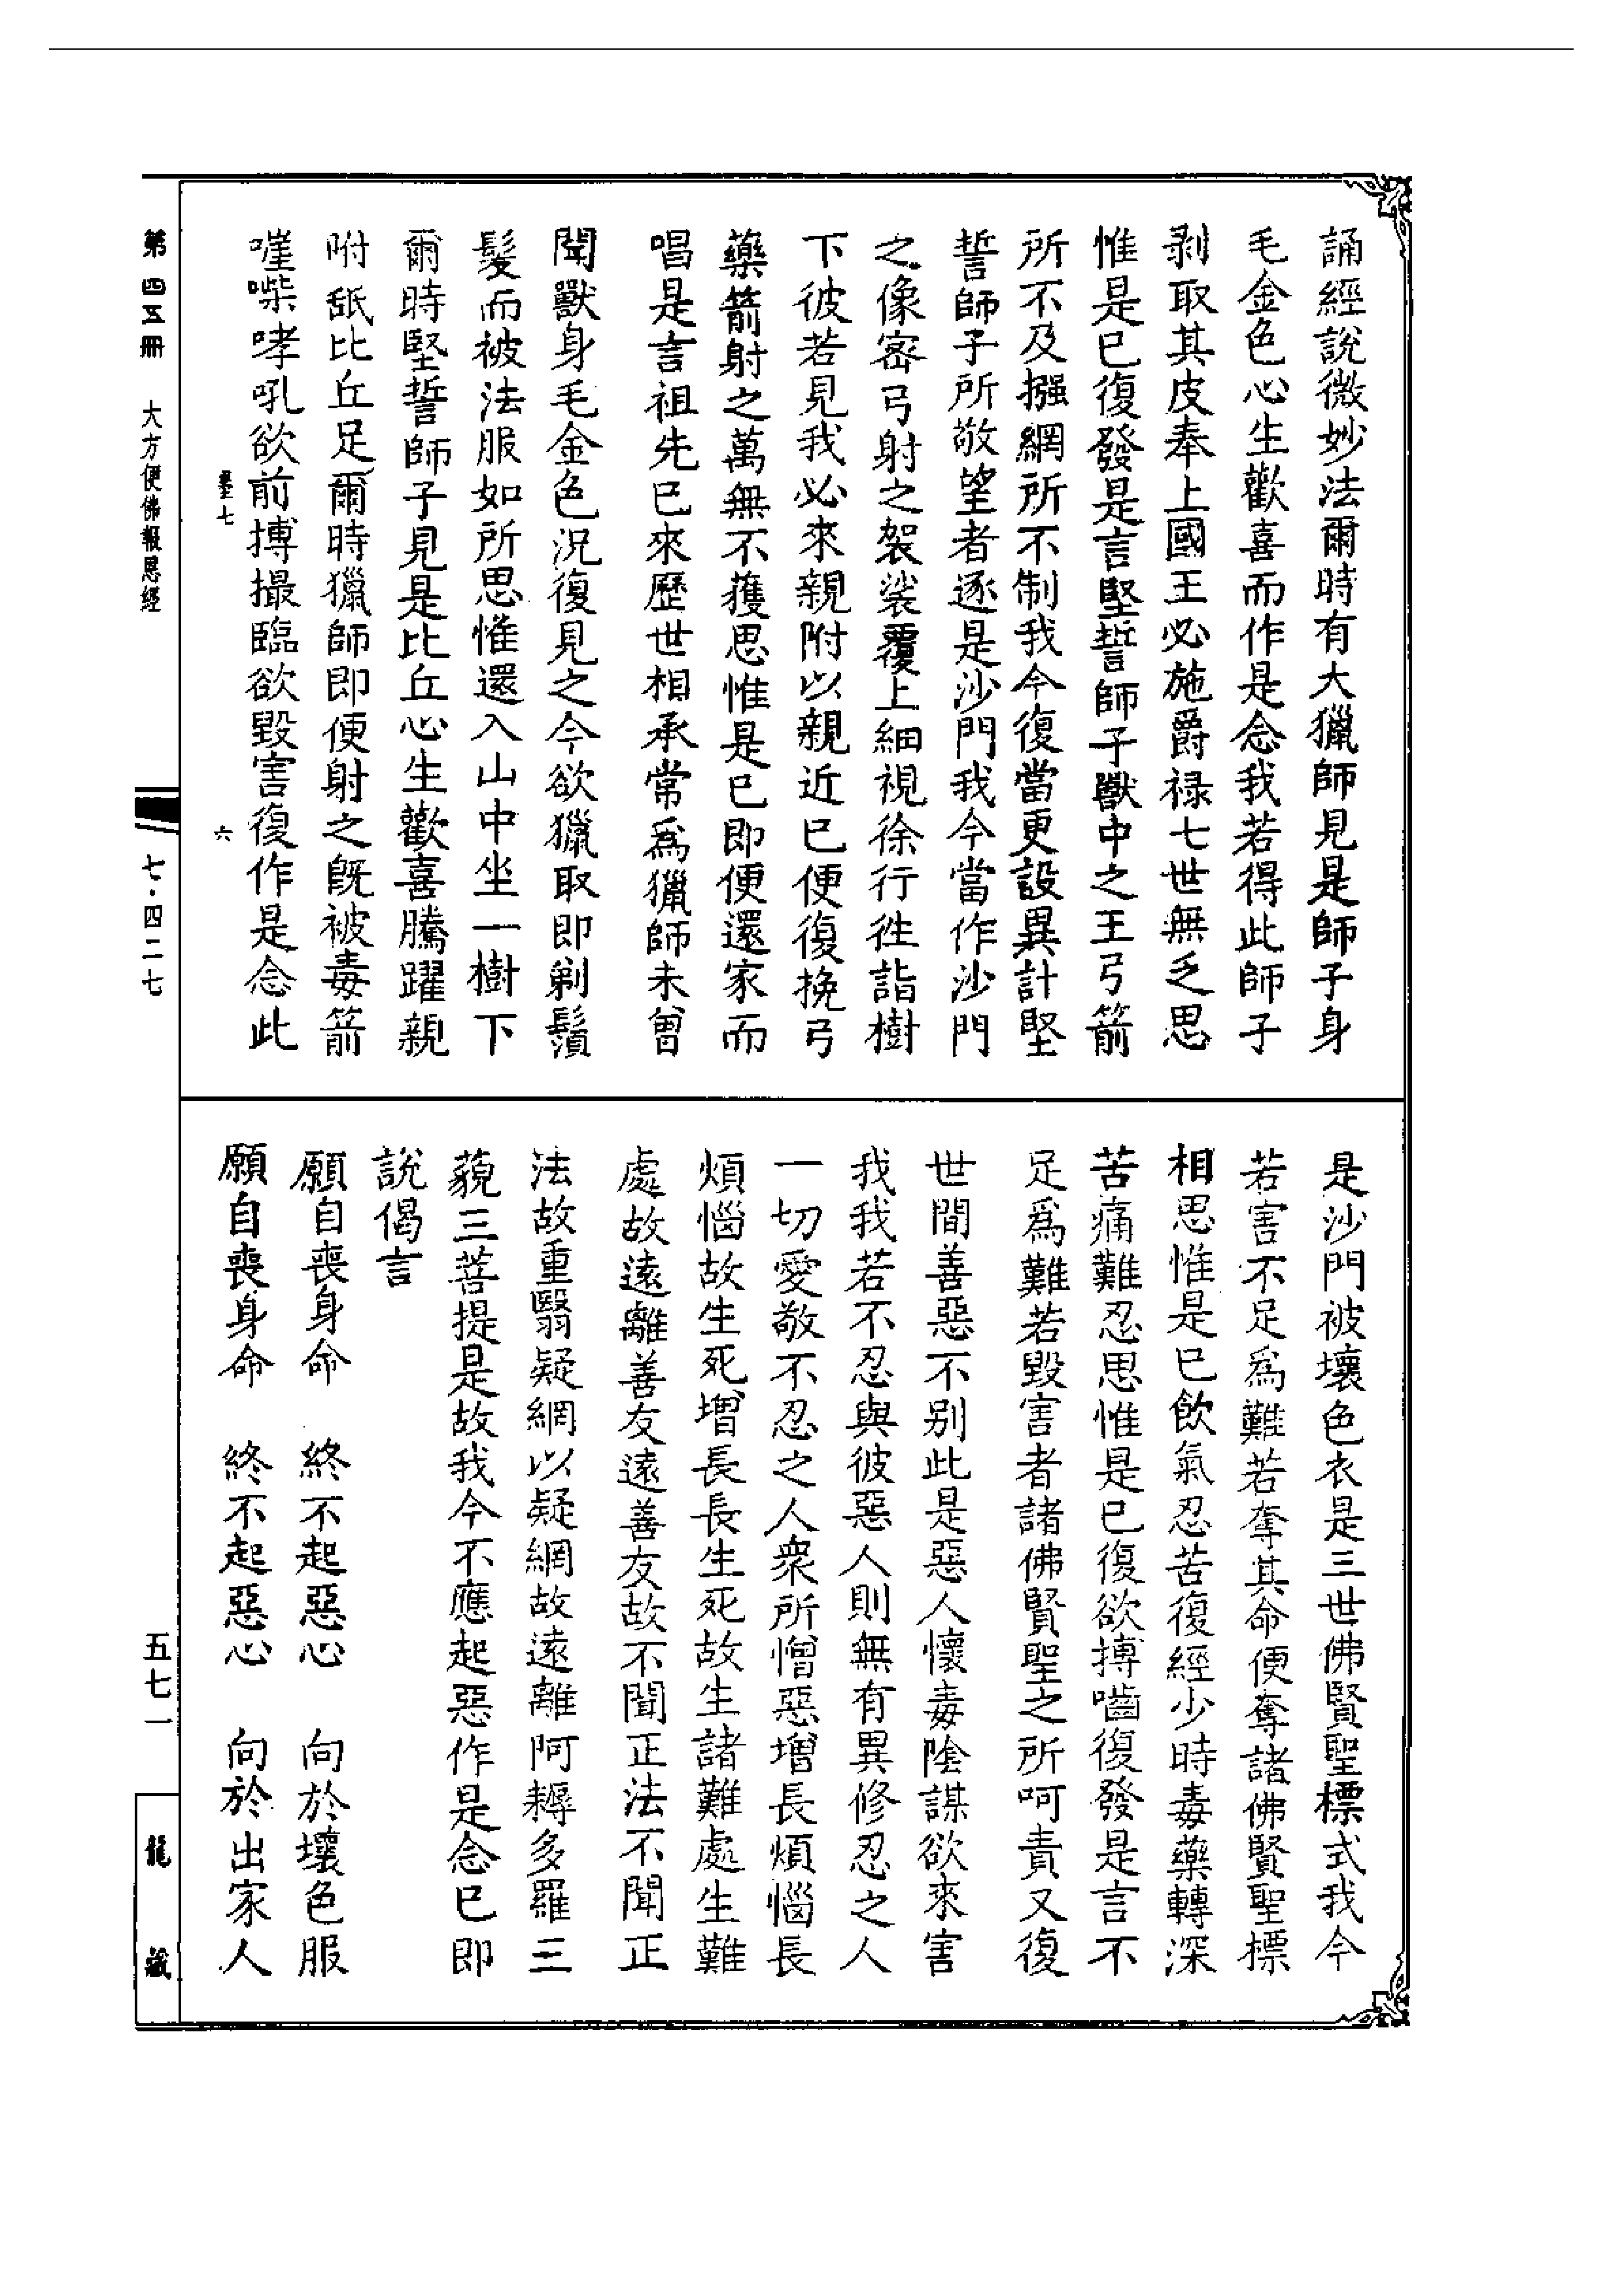 誦經說微妙法爾時有大獵師見是師子身
毛金色心生歡喜而作是念我若得此師子
剥取其皮奉上國王必施爵禄七世無乏思
惟是已復發是言堅誓師子獸中之王弓箭
所不及摾網所不制我今復當更設異計堅
誓師子所敬望者逐是沙門我今當作沙門
之像密弓射之袈裟覆上細視徐行徃詣樹
下彼若見我必來親附以親近已便復挽弓
藥箭射之萬無不獲思惟是已即便還家而
唱是言祖先已來歷世相承常爲獵師未曾
聞獸身毛金色况復見之今欲獵取即剃鬚
髮而被法服如所思惟還入山中坐一樹下
爾時堅誓師子見是比丘心生歡喜騰躍親
附舐比丘足爾時獵師即便射之旣被毒箭
嘊喍哮吼欲前搏撮臨欲毀害復作是念此
是沙門被壞色衣是三世佛賢聖標式我今
若害不足爲難若奪其命便奪諸佛賢聖標
相思惟是已飲氣忍苦復經少時毒藥轉深
苦痛難忍思惟是已復欲搏嚙復發是言不
足爲難若毀害者諸佛賢聖之所呵責又復
世間善惡不别此是惡人懷毒陰謀欲來害
我我若不忍與彼惡人則無有異修忍之人
一切愛敬不忍之人衆所憎惡增長煩惱長
煩惱故生死增長長生死故生諸難處生難
處故遠離善友遠善友故不聞正法不聞正
法故重翳疑網以疑網故遠離阿耨多羅三
藐三菩提是故我今不應起惡作是念已即
說偈言
願自喪身命　終不起惡心　向於壞色服
願自喪身命　終不起惡心　向於出家人
第四五冊　大方便佛報恩經
七·四二七
五七一
龍藏
六